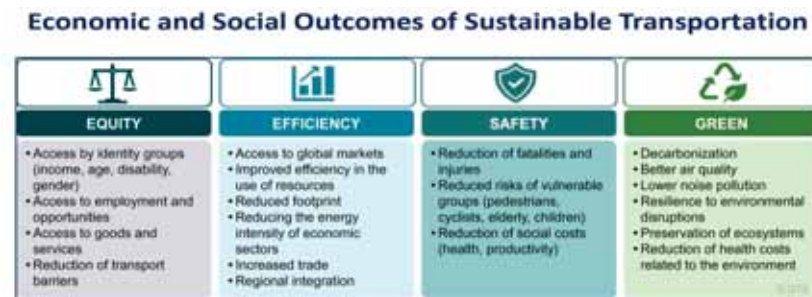 Economic and Social Outcomes of Sustainable Transportation
EQUITY
• Access by identity groups
(income, age, disability,
gender)
• Access to employment and
opportunities
• Access to goods and
services
• Reduction of transport
barriers
EFFICIENCY
• Access to global markets
• Improved efficiency in the
use of resources
• Reduced footprint
• Reducing the energy
intensity of economic
sectors
• Increased trade
• Regional integration
SAFETY
• Reduction of fatalities and
injuries
• Reduced risks of vulnerable
groups (pedestrians,
cyclists, elderly, children)
• Reduction of social costs
(health, productivity)
GREEN
• Decarbonization
• Better air quality
• Lower noise pollution
• Resilience to environmental
disruptions
• Preservation of ecosystems
• Reduction of health costs
related to the environment